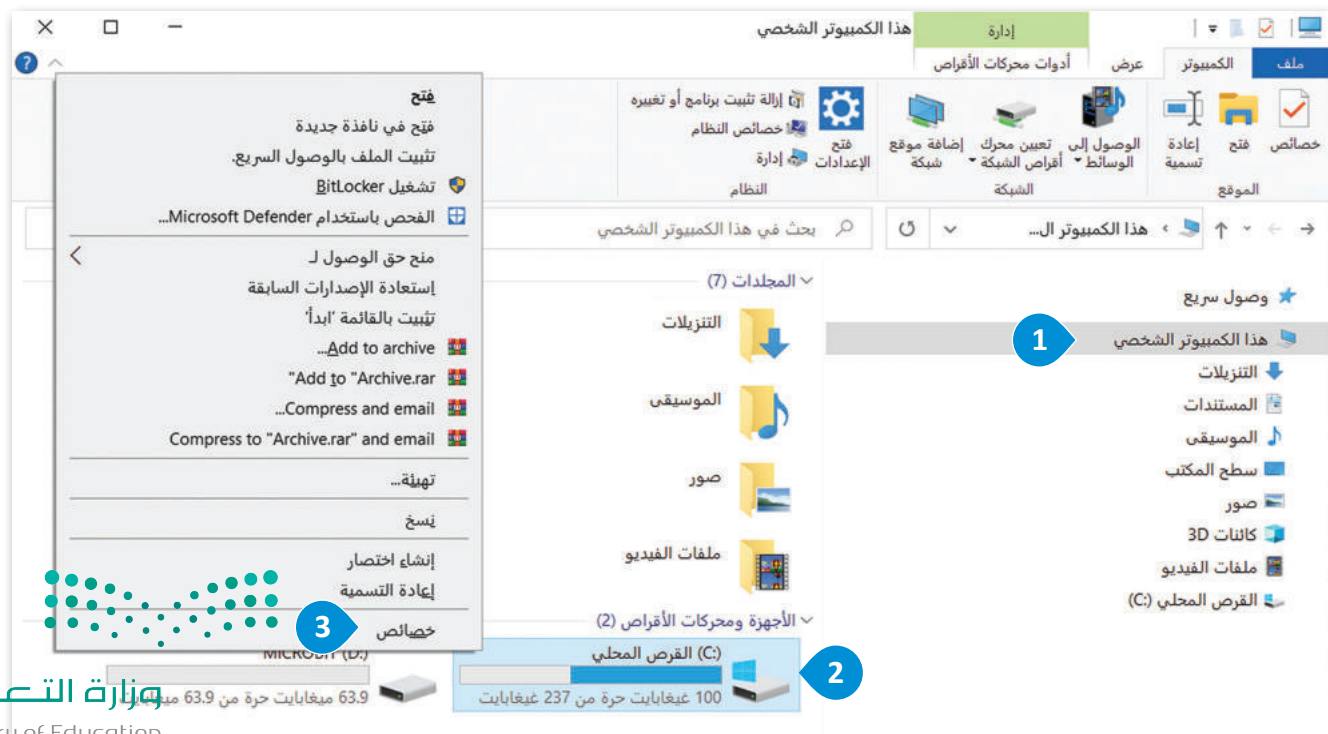 هذا الكمبيوتر الشخصي
إدارة
ملف
الكمبيوتر
عرض
أدوات محركات الأقراص
خصائص
فتح
إعادة تسمية
الموقع
الوصول إلى الوسائط
تعيين محرك أقراص الشبكة
إضافة موقع شبكة
الشبكة
فتح الإعدادات
إزالة تثبيت برنامج أو تغييره
خصائص النظام
إدارة
النظام
هذا الكمبيوتر ال...
بحث في هذا الكمبيوتر الشخصي
وصول سريع
هذا الكمبيوتر الشخصي
1
التنزيلات
المستندات
الموسيقى
سطح المكتب
صور
كائنات 3D
ملفات الفيديو
القرص المحلي (C:)
المجلدات (7)
التنزيلات
الموسيقى
صور
ملفات الفيديو
الأجهزة ومحركات الأقراص (2)
(C:) القرص المحلي
100 غيغابايت حرة من 237 غيغابايت
2
MICROBIT (D:)
63.9 ميغابايت حرة من 63.9 ميغابايت
فتح
فتح في نافذة جديدة
تثبيت الملف بالوصول السريع.
تشغيل BitLocker
الفحص باستخدام Microsoft Defender...
منح حق الوصول لـ
إستعادة الإصدارات السابقة
تثبيت بالقائمة 'ابدأ'
Add to archive...
Add to "Archive.rar"
Compress and email...
Compress to "Archive.rar" and email
تهيئة...
نسخ
إنشاء اختصار
إعادة التسمية
خصائص
3
وزارة التـ
Education